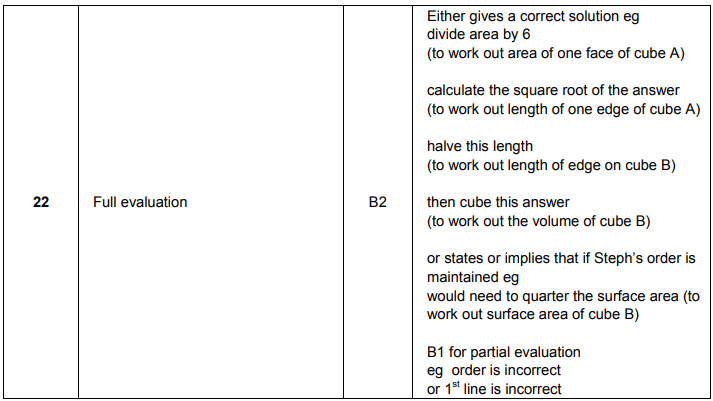 22
Full evaluation
B2
Either gives a correct solution eg
divide area by 6
(to work out area of one face of cube A)
calculate the square root of the answer
(to work out length of one edge of cube A)
halve this length
(to work out length of edge on cube B)
then cube this answer
(to work out the volume of cube B)
or states or implies that if Steph's order is
maintained eg
would need to quarter the surface area (to
work out surface area of cube B)
B1 for partial evaluation
eg  order is incorrect
or 1st line is incorrect